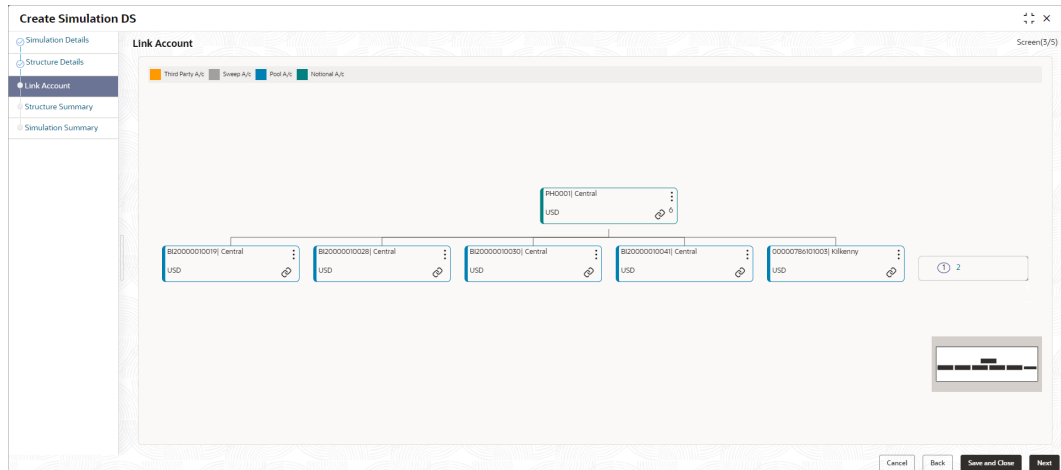 Create Simulation DS
Simulation Details
Structure Details
Link Account
Structure Summary
Simulation Summary
Link Account
Screen(3/5)
Third Party A/c Sweep A/c Pool A/c Notional A/c
PH0001| Central
USD 6
BI20000010019| Central
USD
BI20000010028| Central
USD
BI20000010030| Central
USD
BI20000010041| Central
USD
00000786101003| Kilkenny
USD
1 2
Cancel Back Save and Close Next